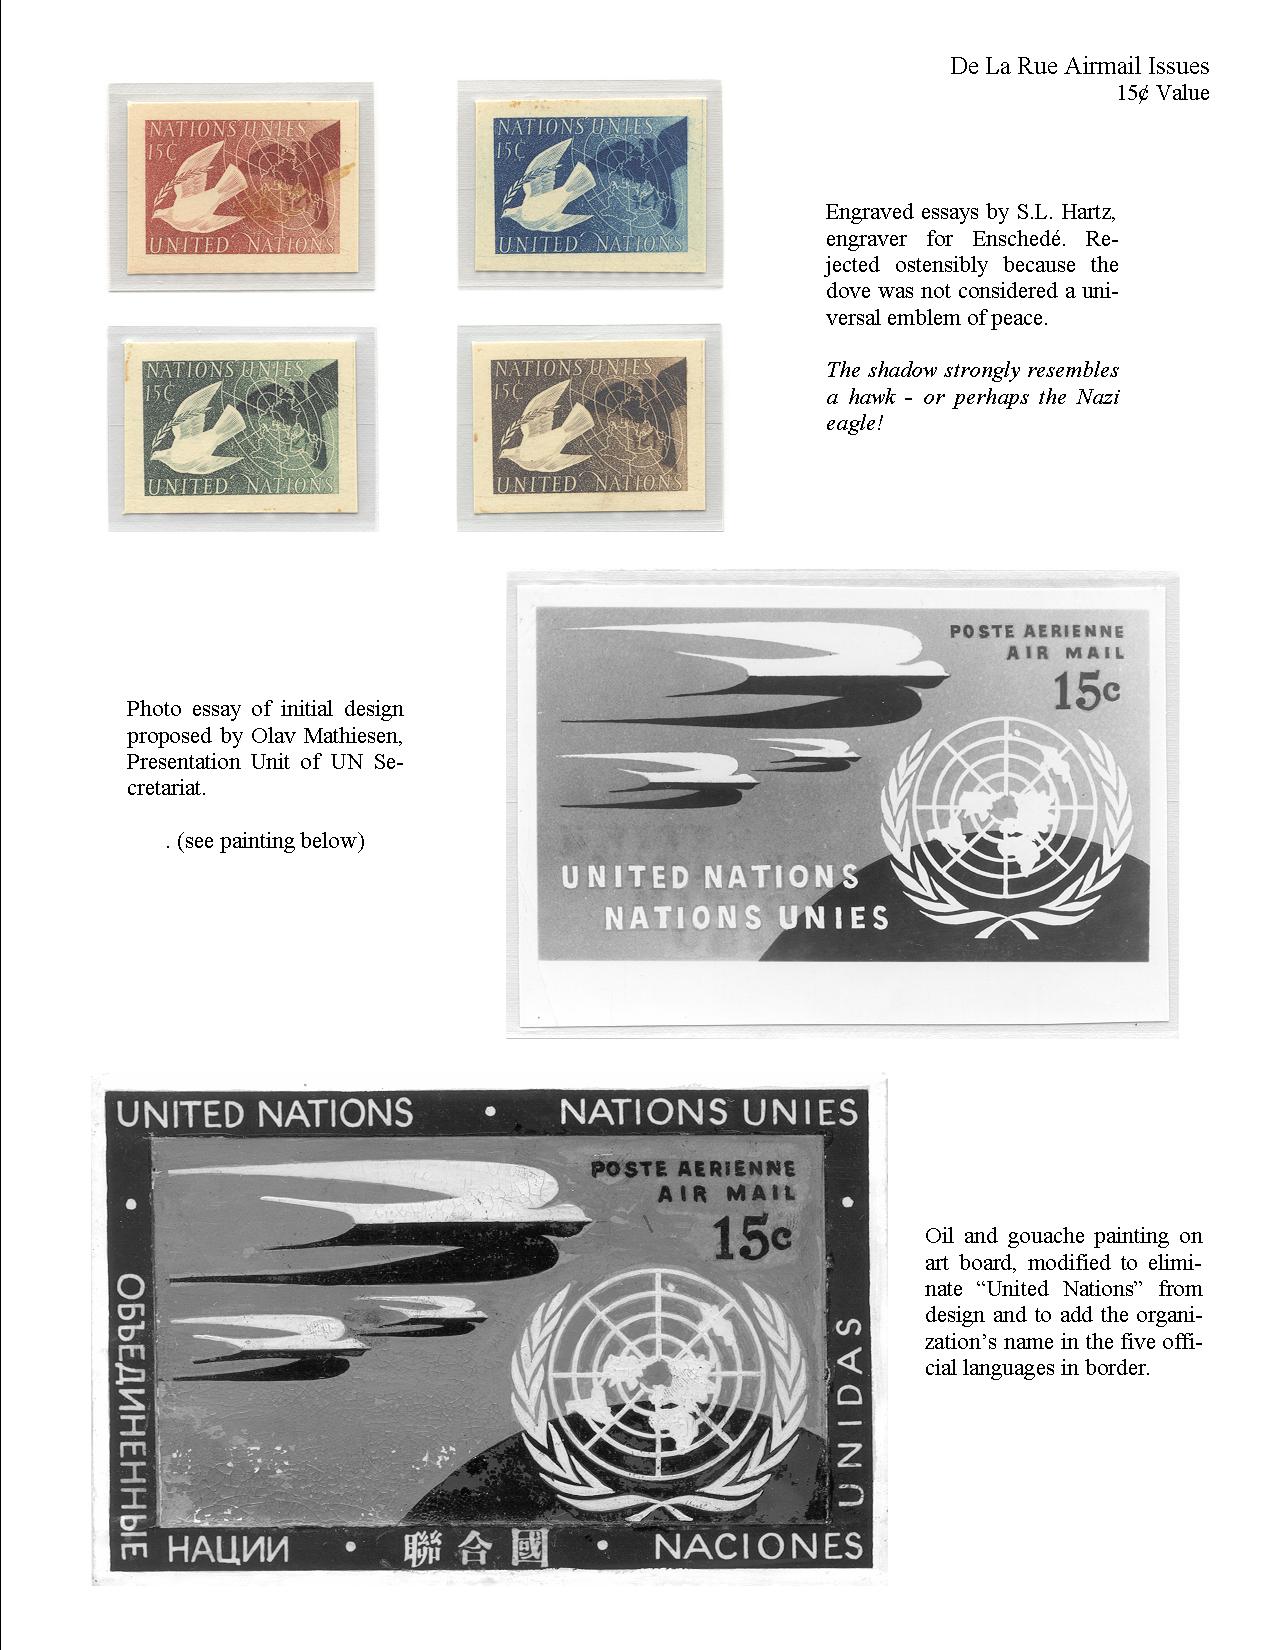 De La Rue Airmail Issues
15¢ Value
NATIONS UNIES
15¢
UNITED NATIONS
NATIONS UNIES
15¢
UNITED NATIONS
Engraved essays by S.L. Hartz,
engraver for Enschedé. Re-
jected ostensibly because the
dove was not considered a uni-
versal emblem of peace.
The shadow strongly resembles
a hawk - or perhaps the Nazi
eagle!
NATIONS UNIES
15¢
UNITED NATIONS
NATIONS UNIES
15¢
UNITED NATIONS
Photo essay of initial design
proposed by Olav Mathiesen,
Presentation Unit of UN Se-
cretariat.
. (see painting below)
POSTE AERIENNE
AIR MAIL
15c
UNITED NATIONS
NATIONS UNIES
UNITED NATIONS • NATIONS UNIES
POSTE AERIENNE
AIR MAIL
15c
ОБЪЕДИНЕННЫЕ
UNIDAS
НАЦИИ • 聯合國 • NACIONES
Oil and gouache painting on
art board, modified to elimi-
nate “United Nations” from
design and to add the organi-
zation’s name in the five offi-
cial languages in border.